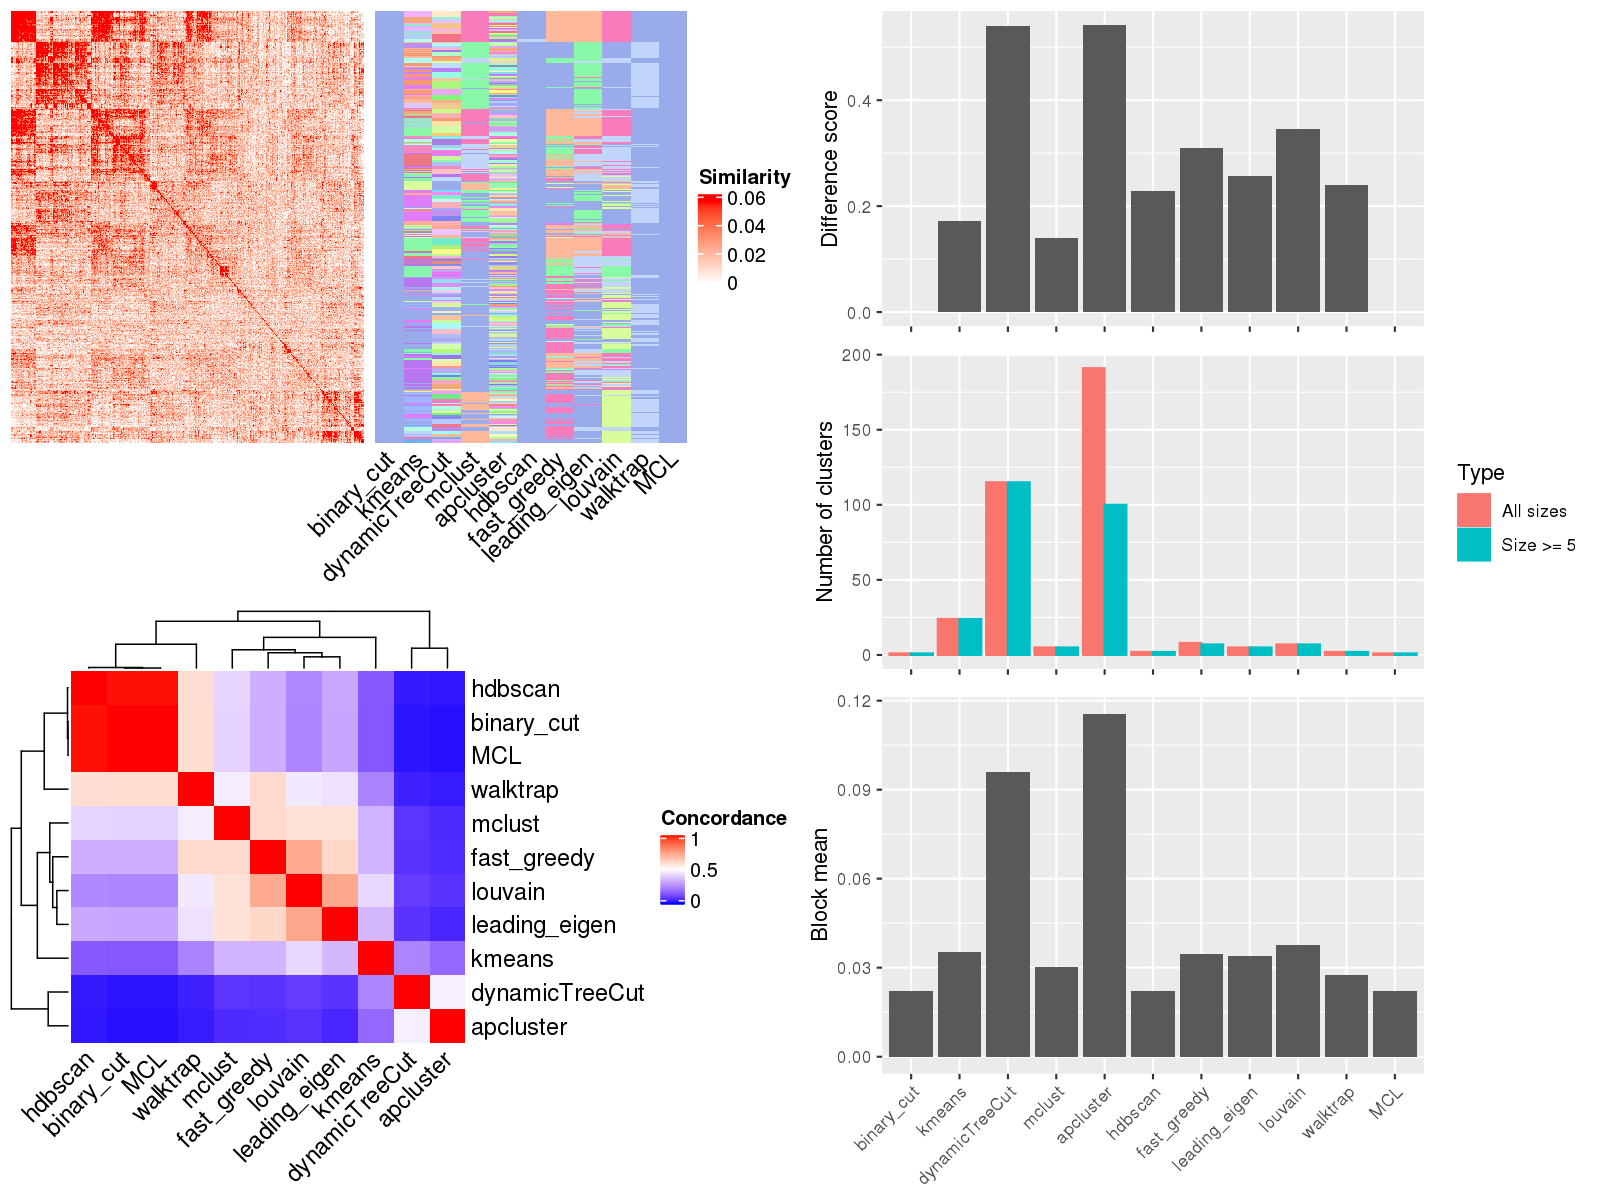 Similarity
0.06
0.04
0.02
0
binary_cut
kmeans
dynamicTreeCut
mclust
apcluster
hdbscan
fast_greedy
leading_eigen
louvain
walktrap
MCL
hdbscan
binary_cut
MCL
walktrap
mclust
fast_greedy
louvain
leading_eigen
kmeans
dynamicTreeCut
apcluster
hdbscan
binary_cut
MCL
walktrap
mclust
fast_greedy
louvain
leading_eigen
kmeans
dynamicTreeCut
apcluster
Concordance
1
0.5
0
Difference score
0.4
0.2
0.0
Number of clusters
200
150
100
50
0
Type
All sizes
Size >= 5
Block mean
0.12
0.09
0.06
0.03
0.00
binary_cut
kmeans
dynamicTreeCut
mclust
apcluster
hdbscan
fast_greedy
leading_eigen
louvain
walktrap
MCL